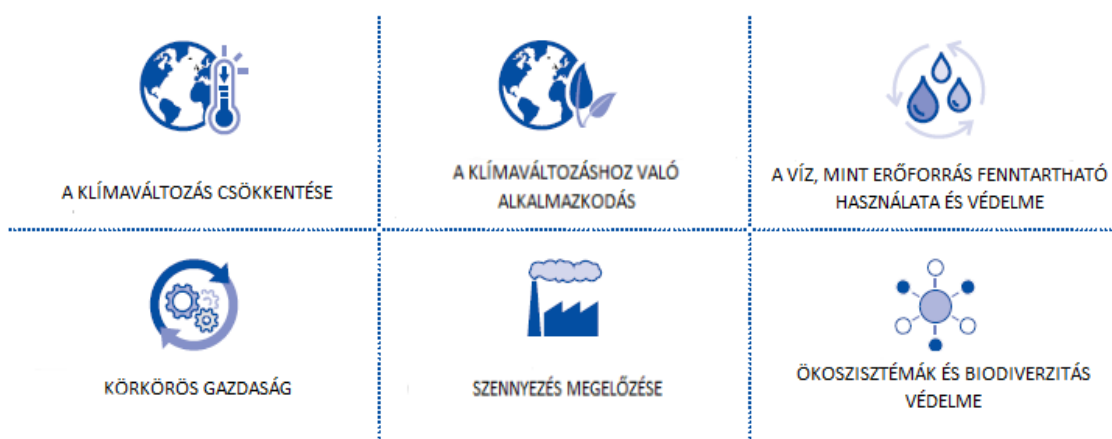 A KLÍMAVÁLTOZÁS CSÖKKENTÉSE
A KLÍMAVÁLTOZÁSHOZ VALÓ
ALKALMAZKODÁS
A VÍZ, MINT ERŐFORRÁS FENNTARTHATÓ
HASZNÁLATA ÉS VÉDELME
KÖRKÖRÖS GAZDASÁG
SZENNYEZÉS MEGELŐZÉSE
ÖKOSZISZTÉMÁK ÉS BIODIVERZITÁS
VÉDELME